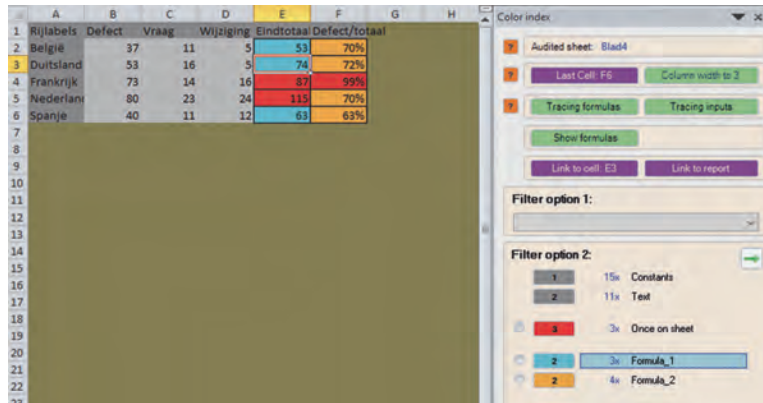 A B C D E F G H
1 Rijlabels Defect Vraag Wijziging Eindtotaal Defect/totaal
2 België 37 11 5 53 70%
3 Duitsland 53 16 5 74 72%
4 Frankrijk 73 14 16 87 99%
5 Nederland 80 23 24 115 70%
6 Spanje 40 11 12 63 63%
7
8
9
10
11
12
13
14
15
16
17
18
19
20
21
22
23
Color index
? Audited sheet: Blad4
? Last Cell: F6 Column width to 3
? Tracing formulas Tracing inputs
Show formulas
Link to cell: E3 Link to report
Filter option 1:
Filter option 2:
1 15x Constants
2 11x Text
3 3x Once on sheet
2 3x Formula_1
2 4x Formula_2